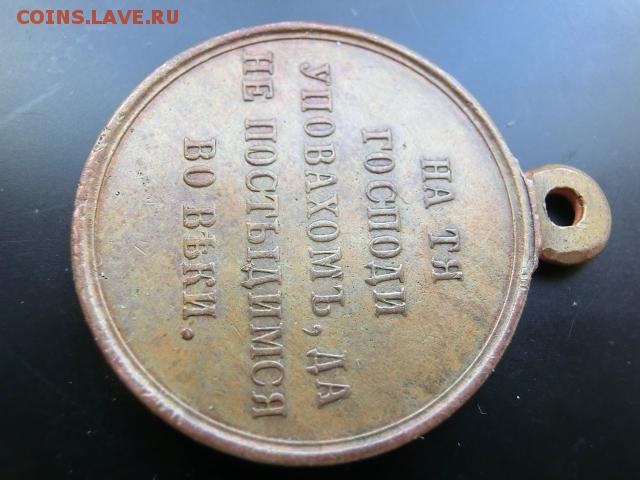 COINS.LAVE.RU
НА ТЯ
ГОСПОДИ
УПОВАХОМЪ, ДА
НЕ ПОСТЫДИМСЯ
ВО ВѢКИ.